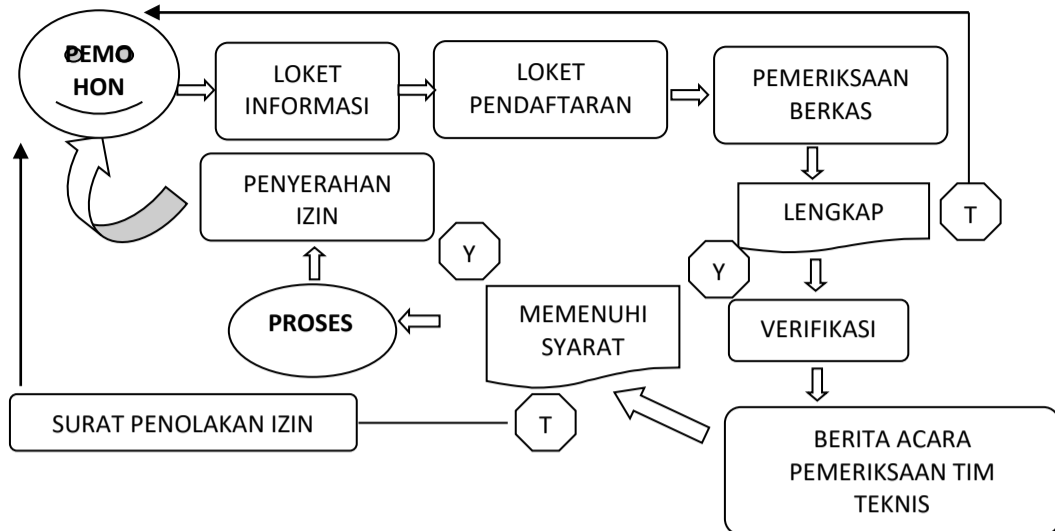 PEMO
HON
LOKET
INFORMASI
LOKET
PENDAFTARAN
PEMERIKSAAN
BERKAS
PENYERAHAN
IZIN
LENGKAP
T
Y
Y
PROSES
MEMENUHI
SYARAT
VERIFIKASI
SURAT PENOLAKAN IZIN
T
BERITA ACARA
PEMERIKSAAN TIM
TEKNIS